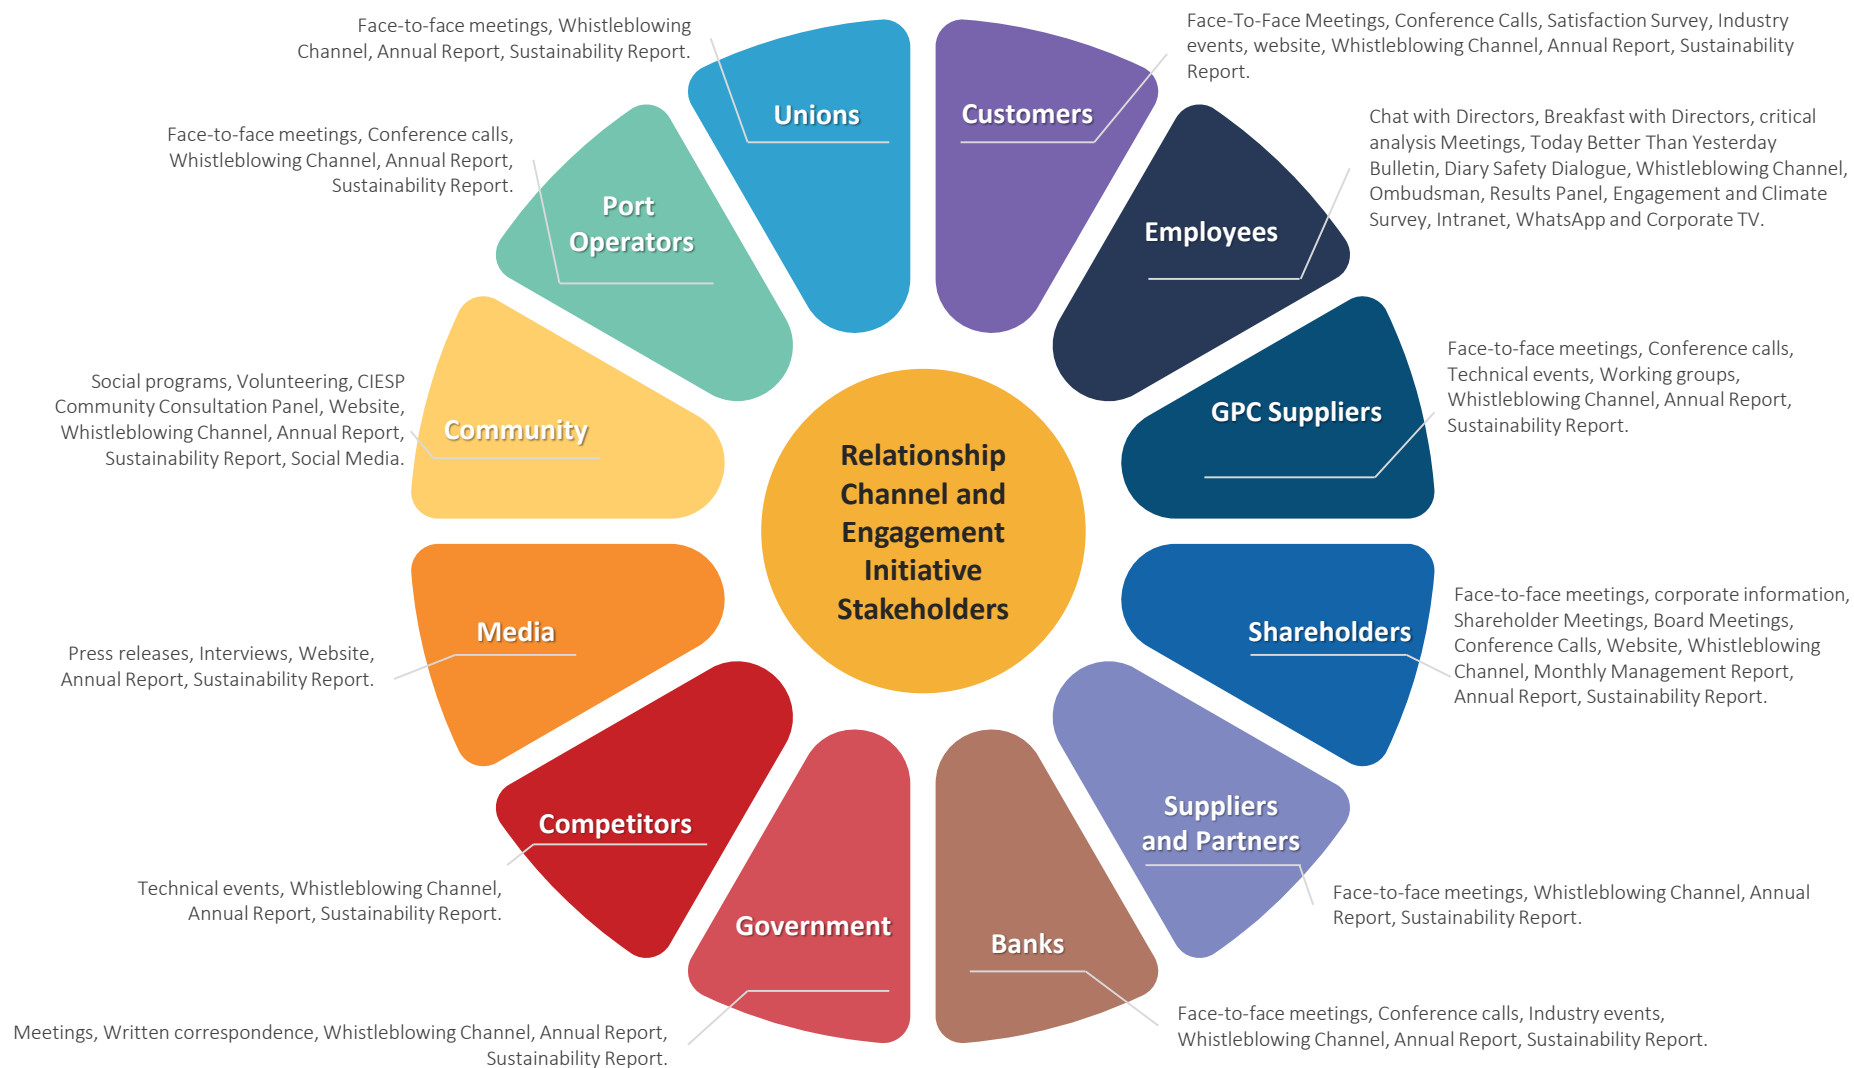 Face-to-face meetings, Whistleblowing
Channel, Annual Report, Sustainability Report.
Unions
Face-To-Face Meetings, Conference Calls, Satisfaction Survey, Industry
events, website, Whistleblowing Channel, Annual Report, Sustainability
Report.
Customers
Chat with Directors, Breakfast with Directors, critical
analysis Meetings, Today Better Than Yesterday
Bulletin, Diary Safety Dialogue, Whistleblowing Channel,
Ombudsman, Results Panel, Engagement and Climate
Survey, Intranet, WhatsApp and Corporate TV.
Employees
Face-to-face meetings, Conference calls,
Technical events, Working groups,
Whistleblowing Channel, Annual Report,
Sustainability Report.
GPC Suppliers
Face-to-face meetings, corporate information,
Shareholder Meetings, Board Meetings,
Conference Calls, Website, Whistleblowing
Channel, Monthly Management Report,
Annual Report, Sustainability Report.
Shareholders
Suppliers
and Partners
Face-to-face meetings, Whistleblowing Channel, Annual
Report, Sustainability Report.
Banks
Face-to-face meetings, Conference calls, Industry events,
Whistleblowing Channel, Annual Report, Sustainability Report.
Government
Meetings, Written correspondence, Whistleblowing Channel, Annual Report,
Sustainability Report.
Competitors
Technical events, Whistleblowing Channel,
Annual Report, Sustainability Report.
Media
Press releases, Interviews, Website,
Annual Report, Sustainability Report.
Community
Social programs, Volunteering, CIESP
Community Consultation Panel, Website,
Whistleblowing Channel, Annual Report,
Sustainability Report, Social Media.
Port
Operators
Face-to-face meetings, Conference calls,
Whistleblowing Channel, Annual Report,
Sustainability Report.
Relationship
Channel and
Engagement
Initiative
Stakeholders